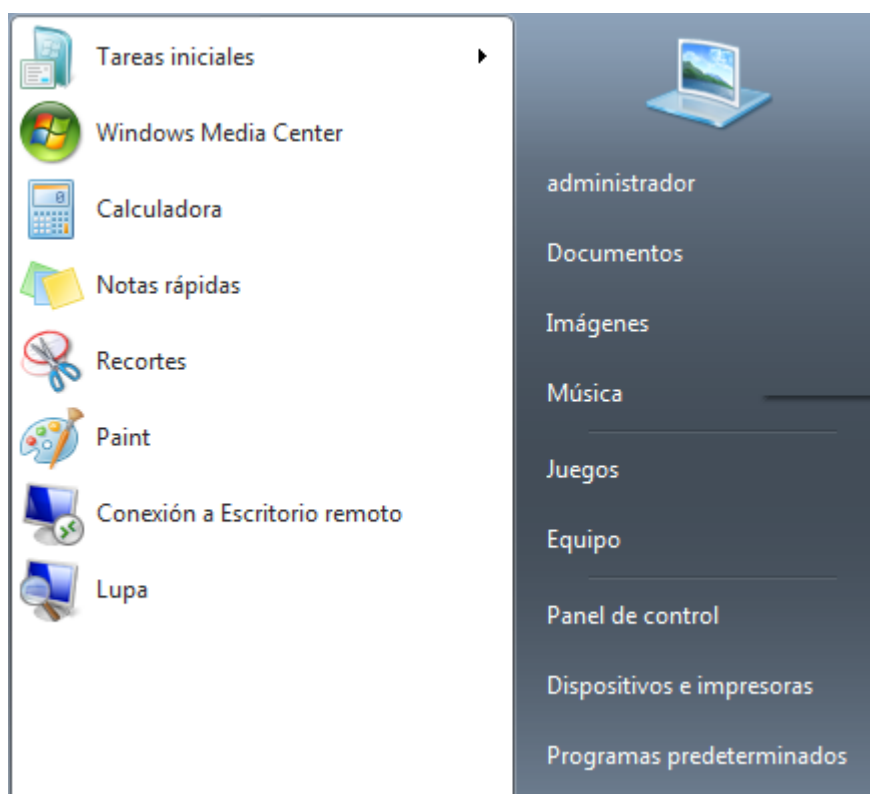 Tareas iniciales
Windows Media Center
Calculadora
Notas rápidas
Recortes
Paint
Conexión a Escritorio remoto
Lupa
administrador
Documentos
Imágenes
Música
Juegos
Equipo
Panel de control
Dispositivos e impresoras
Programas predeterminados